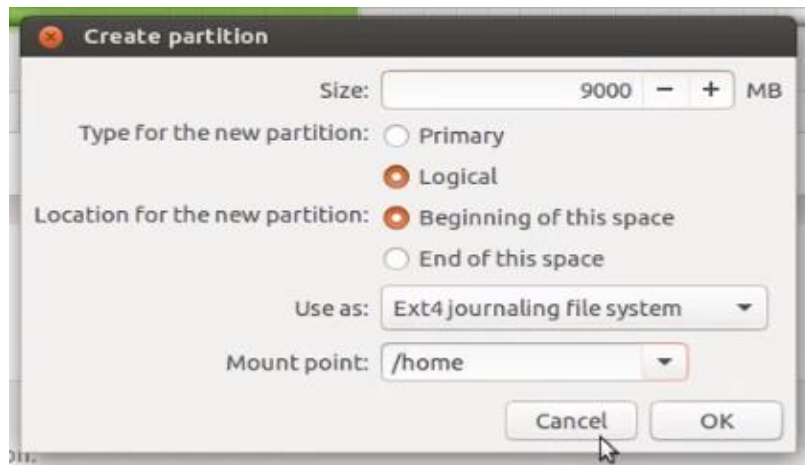 Create partition
Size: 9000 − + MB
Type for the new partition: Primary
Logical
Location for the new partition: Beginning of this space
End of this space
Use as: Ext4 journaling file system
Mount point: /home
Cancel OK
on.